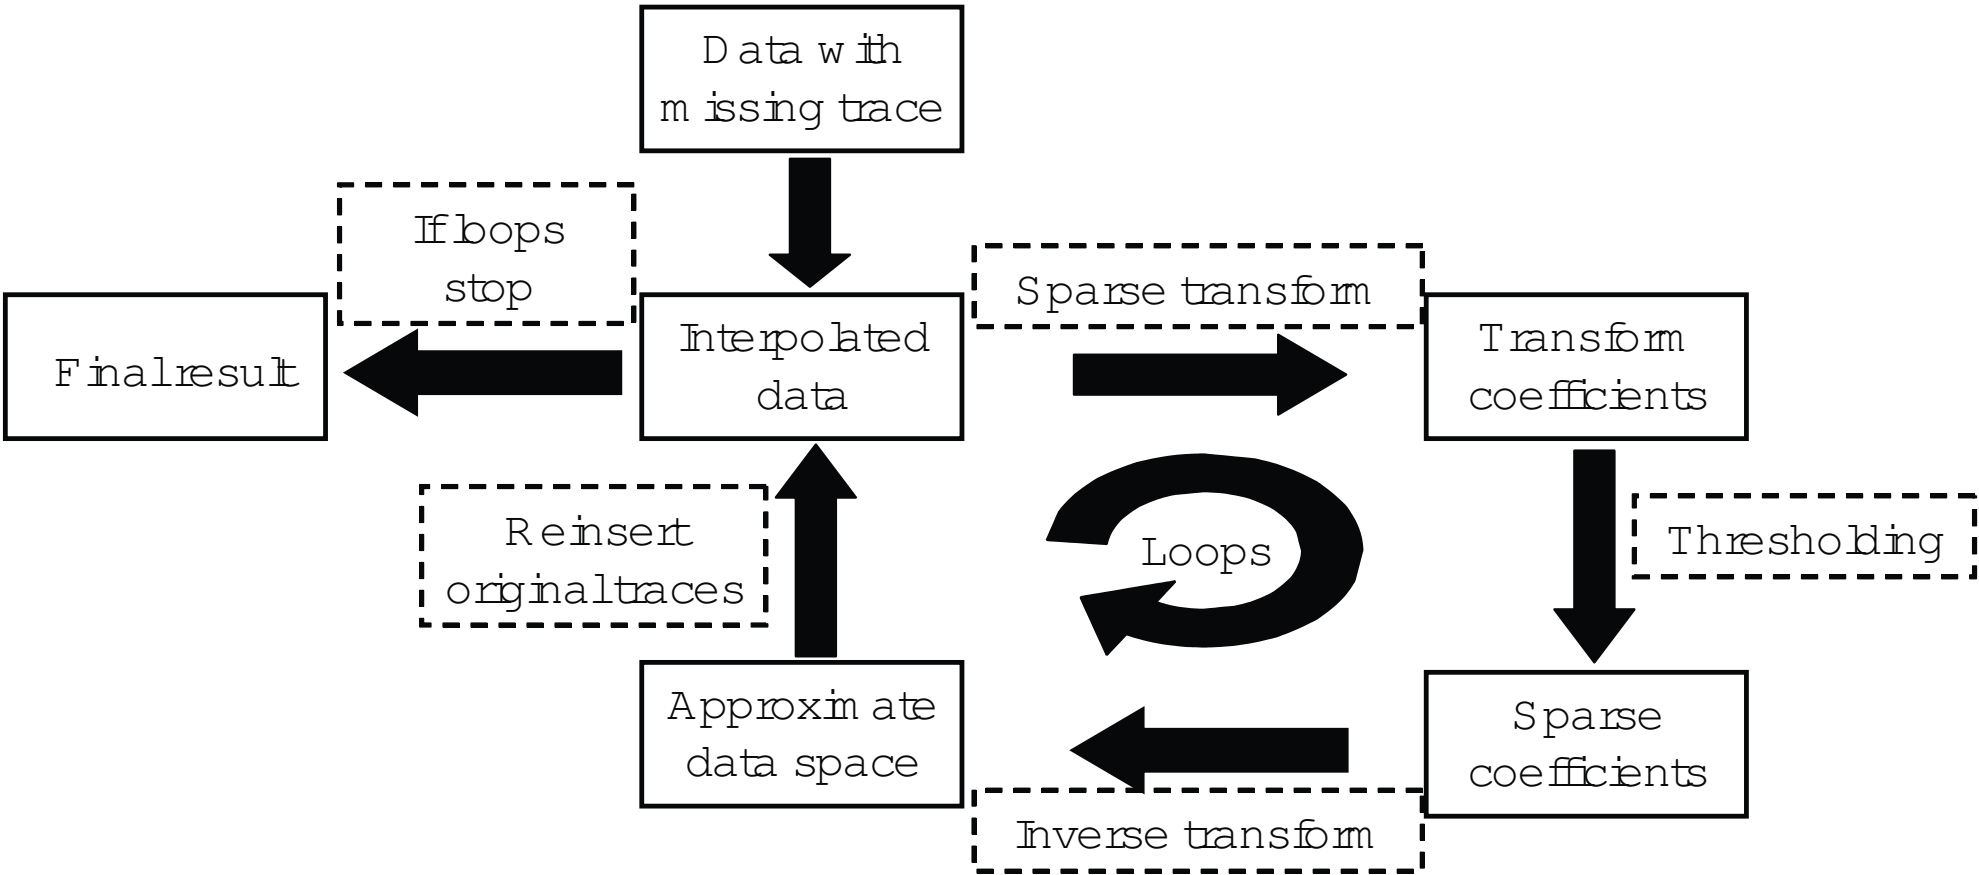 Data with
missing trace
If loops
stop
Sparse transform
Final result
Interpolated
data
Transform
coefficients
Reinsert
original traces
Loops
Thresholding
Approximate
data space
Sparse
coefficients
Inverse transform